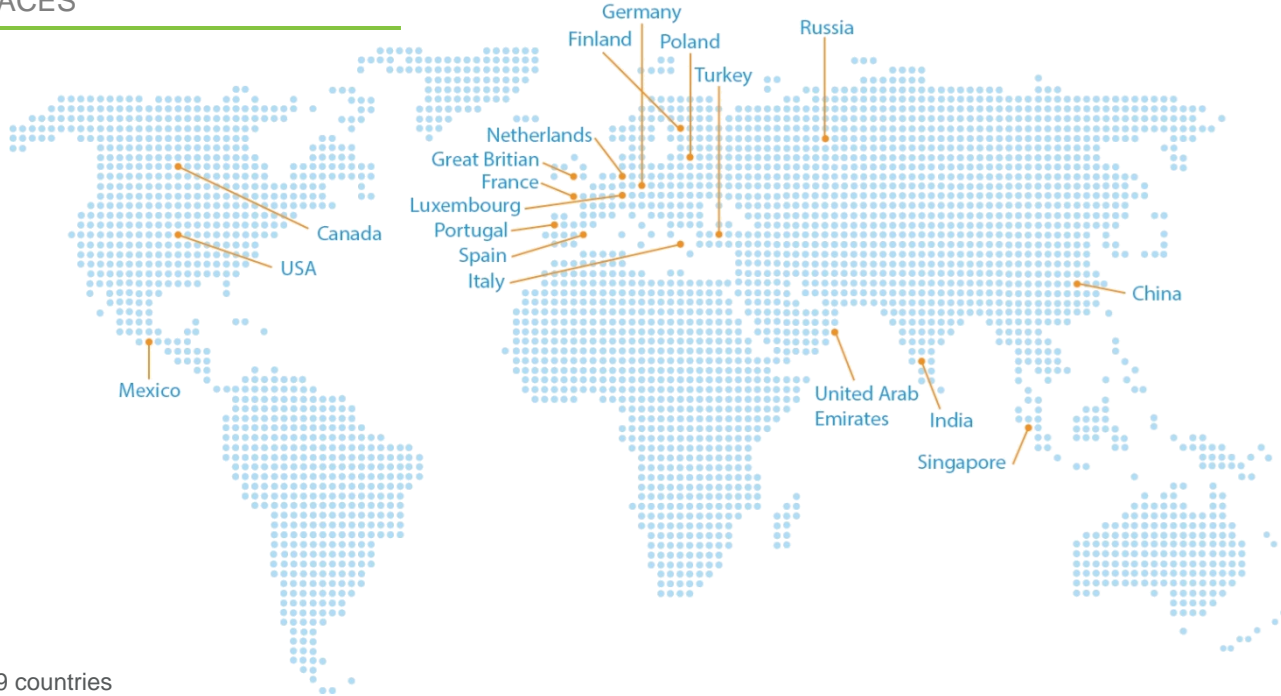 ACES
Germany
Finland
Poland
Russia
Turkey
Netherlands
Great Britian
France
Luxembourg
Portugal
Spain
Italy
Canada
USA
Mexico
China
United Arab
Emirates
India
Singapore
9 countries